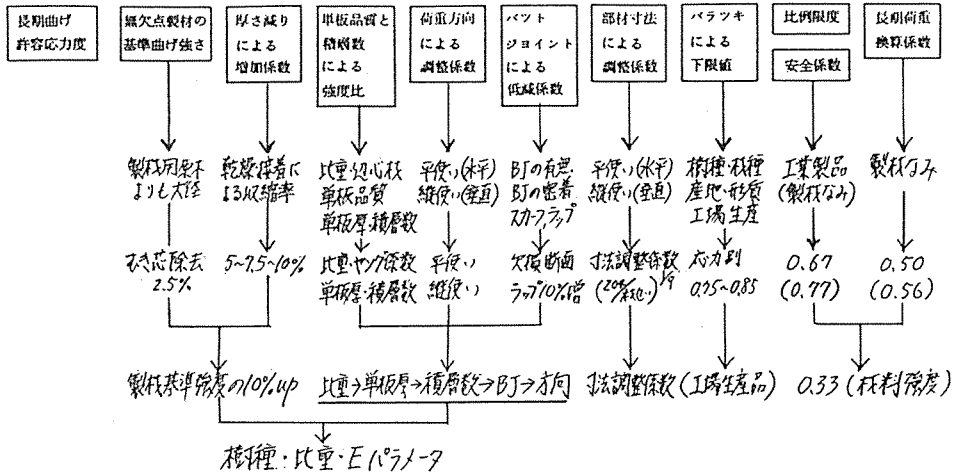 長期曲げ
許容応力度
無欠点製材の
基準曲げ強さ
厚さ減り
による
増加係数
単板品質と
積層数
による
強度比
荷重方向
による
調整係数
バット
ジョイント
による
低減係数
部材寸法
による
調整係数
バラツキ
による
下限値
比例限度
安全係数
長期荷重
換算係数
製材用原木
よりも大径
乾燥・接着に
よる収縮率
比重・辺心材
単板品質
単板厚・積層数
平使い(水平)
縦使い(垂直)
BJの有無
BJの密着
スカーフ,ラップ
平使い(水平)
縦使い(垂直)
樹種・材種
産地・形質
工場生産
工業製品
(製材なみ)
製材なみ
むき芯除去
2.5%
5~7.5~10%
比重・ヤング係数
単板厚・積層数
平使い
縦使い
欠損断面
ラップ10%増
寸法調整係数
1/9
応力別
0.75~0.85
0.67
(0.77)
0.50
(0.56)
製材基準強度の10%up
比重→単板厚→積層数→BJ→方向
寸法調整係数
(工場生産品)
0.33(材料強度)
樹種・比重・Eパラメータ